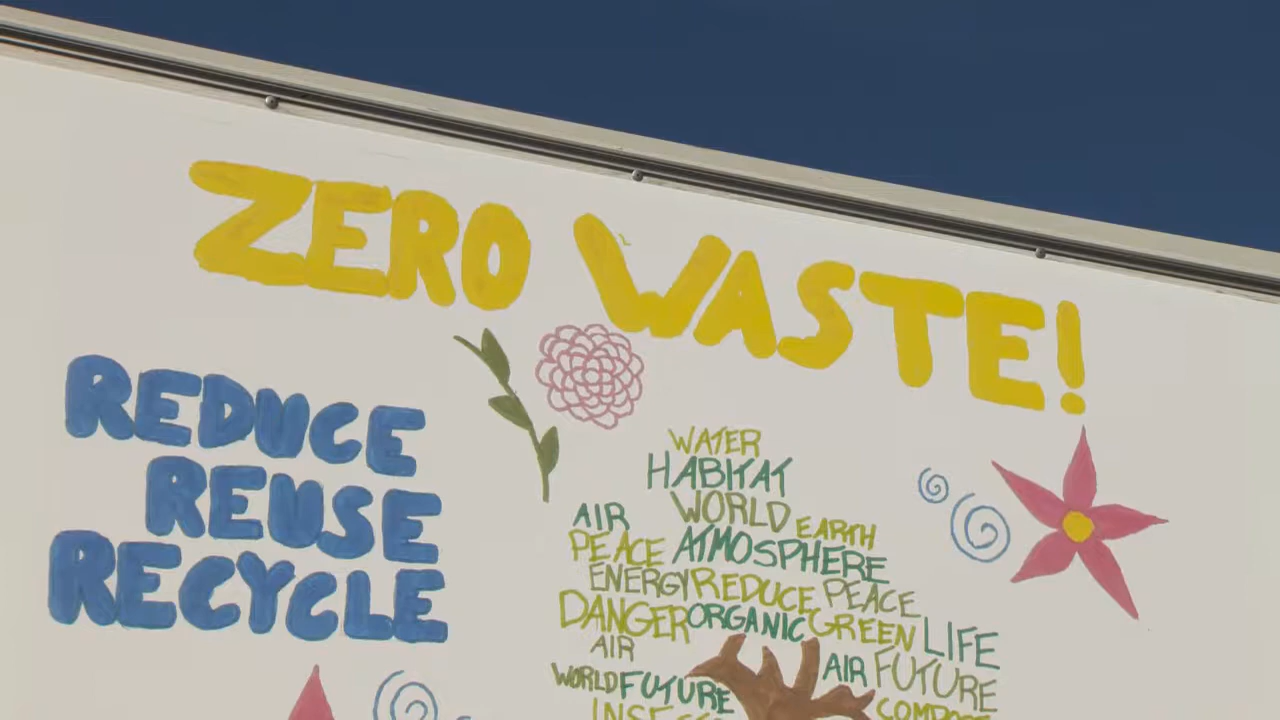 ZERO WASTE!
REDUCE
REUSE
RECYCLE
WATER
HABITAT
WORLD
AIR
EARTH
PEACE ATMOSPHERE
ENERGY REDUCE PEACE
DANGER ORGANIC GREEN LIFE
AIR
AIR FUTURE
WORLD FUTURE